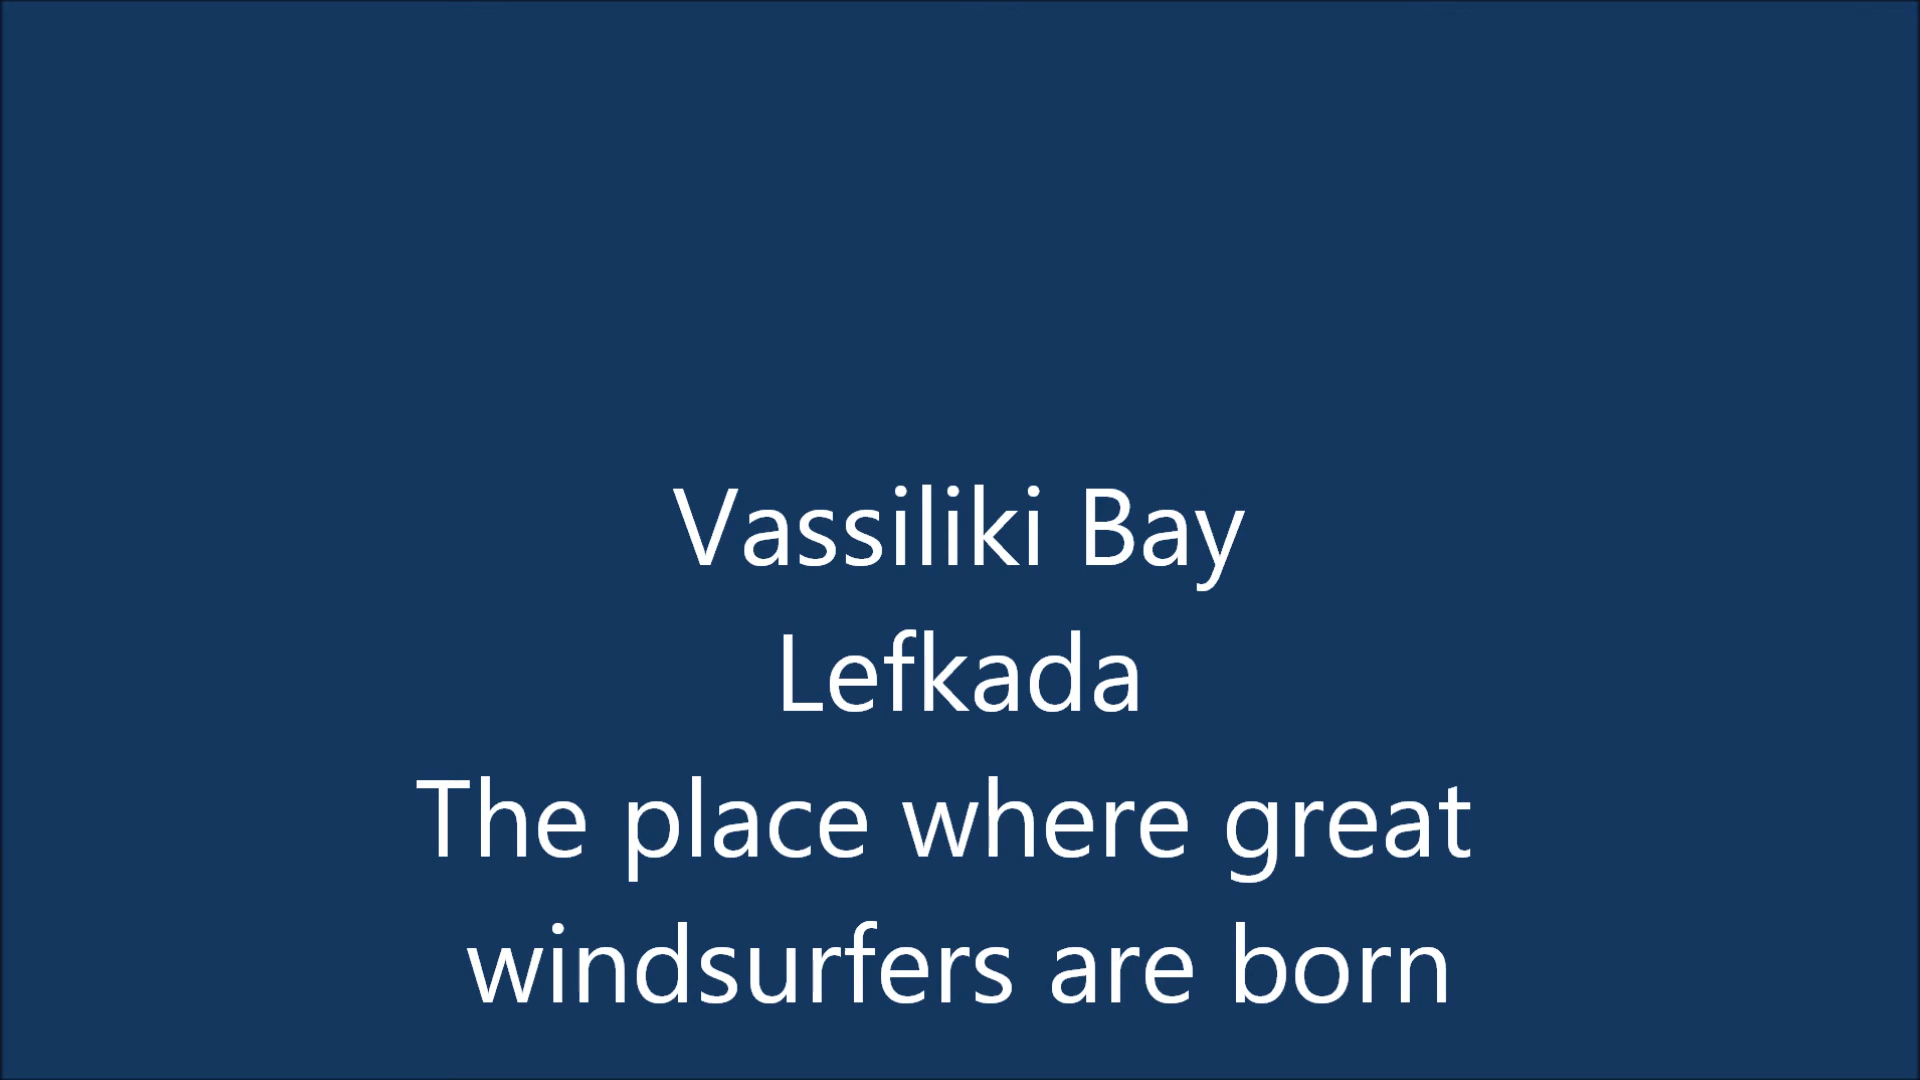 Vassiliki Bay
Lefkada
The place where great
windsurfers are born